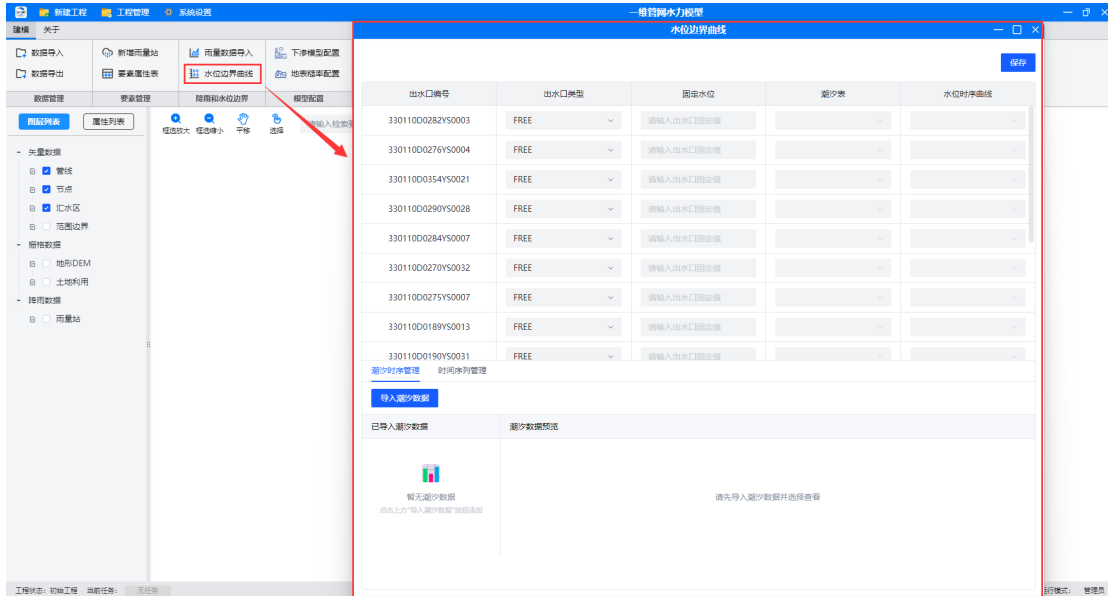 新建工程 工程管理 系统设置 一维管网水力模型
建模 关于
水位边界曲线
数据导入 新增雨量站 雨量数据导入 下渗模型配置
数据导出 要素属性表 水位边界曲线 地表糙率配置
数据管理 要素管理 降雨和水位边界 模型配置
保存
图层列表 属性列表
框选放大 框选缩小 平移 选择
请输入检索
矢量数据
管线
节点
汇水区
范围边界
栅格数据
地形DEM
土地利用
降雨数据
雨量站
出水口编号 出水口类型 固定水位 潮汐表 水位时序曲线
330110D0282YS0003 FREE 请输入出水口固定值
330110D0276YS0004 FREE 请输入出水口固定值
330110D0354YS0021 FREE 请输入出水口固定值
330110D0290YS0028 FREE 请输入出水口固定值
330110D0284YS0007 FREE 请输入出水口固定值
330110D0270YS0032 FREE 请输入出水口固定值
330110D0275YS0007 FREE 请输入出水口固定值
330110D0189YS0013 FREE 请输入出水口固定值
330110D0190YS0031 FREE 请输入出水口固定值
潮汐时序管理 时间序列管理
导入潮汐数据
已导入潮汐数据 潮汐数据预览
暂无潮汐数据
点击上方"导入潮汐数据"按钮添加
请先导入潮汐数据并选择查看
工程状态: 初始工程 当前任务: 无任务 运行模式: 管理员